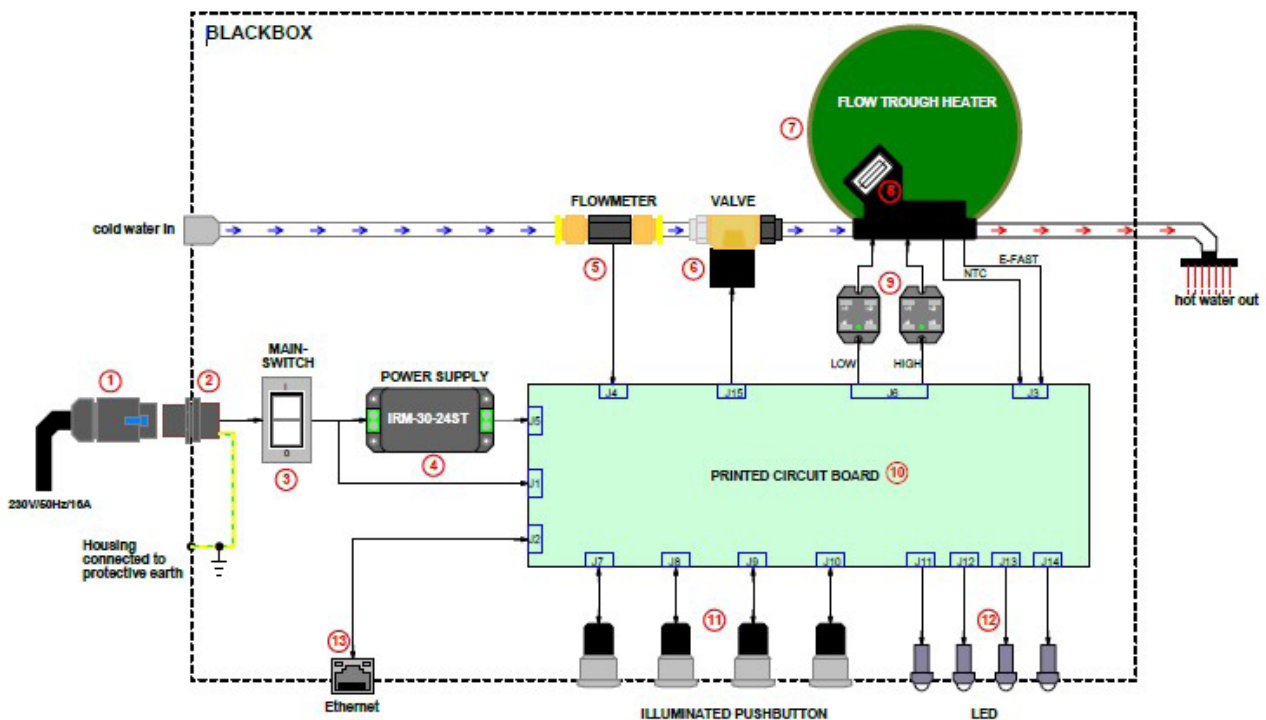 BLACKBOX
FLOW TROUGH HEATER
7
8
FLOWMETER
VALVE
cold water in
5
6
9
E-FAST
NTC
hot water out
LOW
HIGH
MAIN-
SWITCH
POWER SUPPLY
1
2
I
0
3
IRM-30-24ST
4
J4
J15
J6
J3
J5
J1
J2
PRINTED CIRCUIT BOARD
10
230V/50Hz/16A
Housing
connected to
protective earth
J7
J8
J9
J10
J11
J12
J13
J14
11
12
13
Ethernet
ILLUMINATED PUSHBUTTON
LED